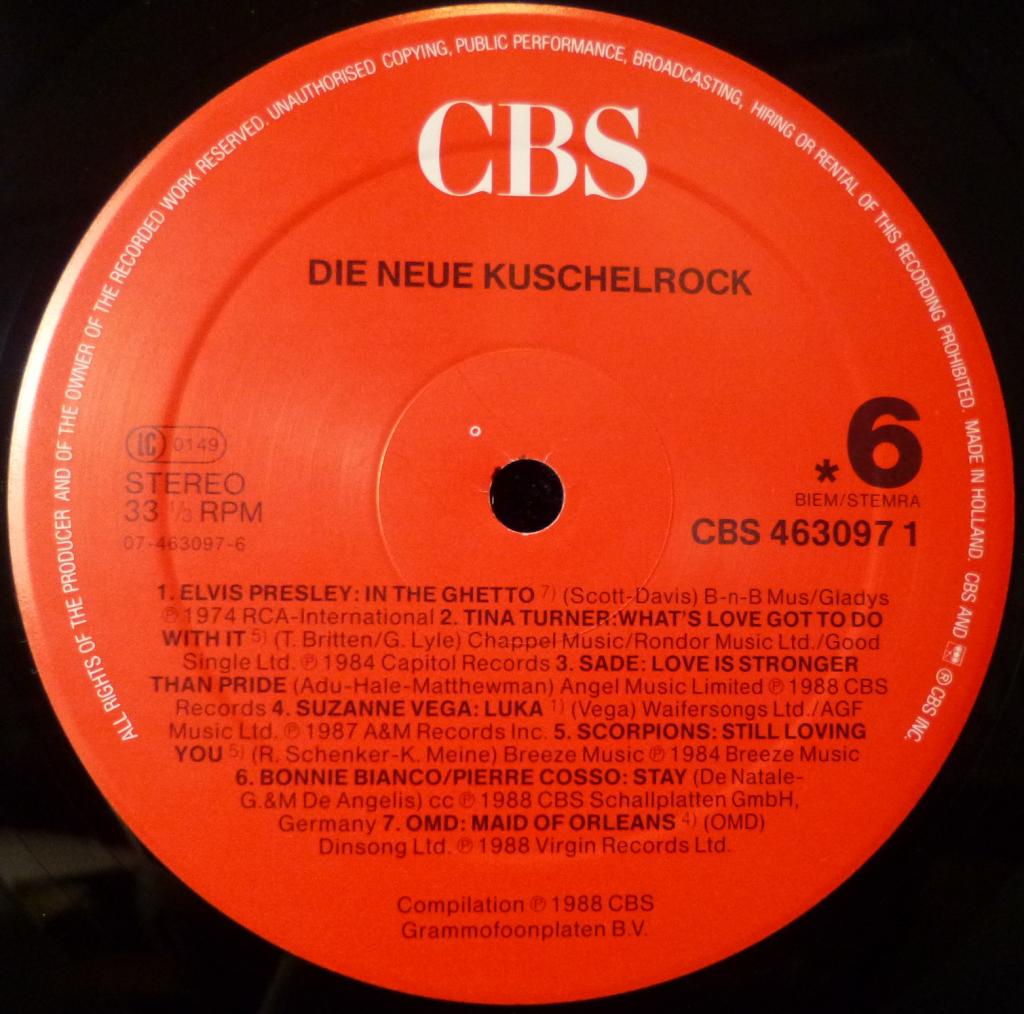 ALL RIGHTS OF THE PRODUCER AND OF THE OWNER OF THE RECORDED WORK RESERVED. UNAUTHORISED COPYING, PUBLIC PERFORMANCE, BROADCASTING, HIRING OR RENTAL OF THIS RECORDING PROHIBITED. MADE IN HOLLAND. CBS AND ® CBS INC.
CBS
DIE NEUE KUSCHELROCK
LC 0149
STEREO
33 1/3 RPM
07-463097-6
*6
BIEM/STEMRA
CBS 463097 1
1. ELVIS PRESLEY: IN THE GHETTO 7) (Scott-Davis) B-n-B Mus/Gladys
℗ 1974 RCA-International 2. TINA TURNER:WHAT'S LOVE GOT TO DO
WITH IT 5) (T. Britten/G. Lyle) Chappel Music/Rondor Music Ltd./Good
Single Ltd. ℗ 1984 Capitol Records 3. SADE: LOVE IS STRONGER
THAN PRIDE (Adu-Hale-Matthewman) Angel Music Limited ℗ 1988 CBS
Records 4. SUZANNE VEGA: LUKA 1) (Vega) Waifersongs Ltd./AGF
Music Ltd. ℗ 1987 A&M Records Inc. 5. SCORPIONS: STILL LOVING
YOU 5) (R. Schenker-K. Meine) Breeze Music ℗ 1984 Breeze Music
6. BONNIE BIANCO/PIERRE COSSO: STAY (De Natale-
G.&M De Angelis) cc ℗ 1988 CBS Schallplatten GmbH,
Germany 7. OMD: MAID OF ORLEANS 4) (OMD)
Dinsong Ltd. ℗ 1988 Virgin Records Ltd.
Compilation ℗ 1988 CBS
Grammofoonplaten B.V.